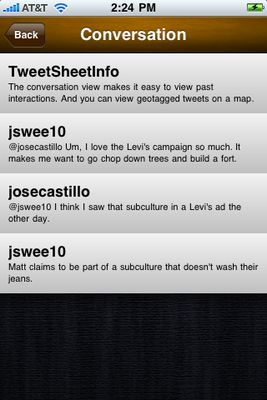 AT&T 2:24 PM
Back Conversation
TweetSheetInfo
The conversation view makes it easy to view past
interactions. And you can view geotagged tweets on a map.
jswee10
@josecastillo Um, I love the Levi's campaign so much. It
makes me want to go chop down trees and build a fort.
josecastillo
@jswee10 I think I saw that subculture in a Levi's ad the
other day.
jswee10
Matt claims to be part of a subculture that doesn't wash their
jeans.